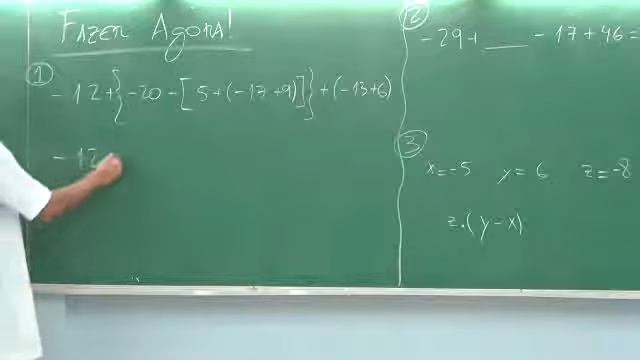 Fazer Agora!
①
-12+{-20-[5+(-17+9)]}+(-13+6)
-12
②
-29+___-17+46=
③
x=-5 y=6 z=-8
z.(y-x)